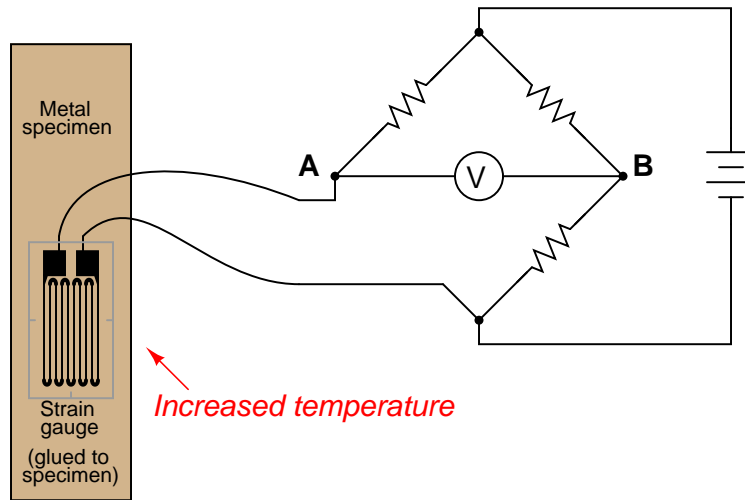 Metal
specimen
A
V
B
Increased temperature
Strain
gauge
(glued to
specimen)